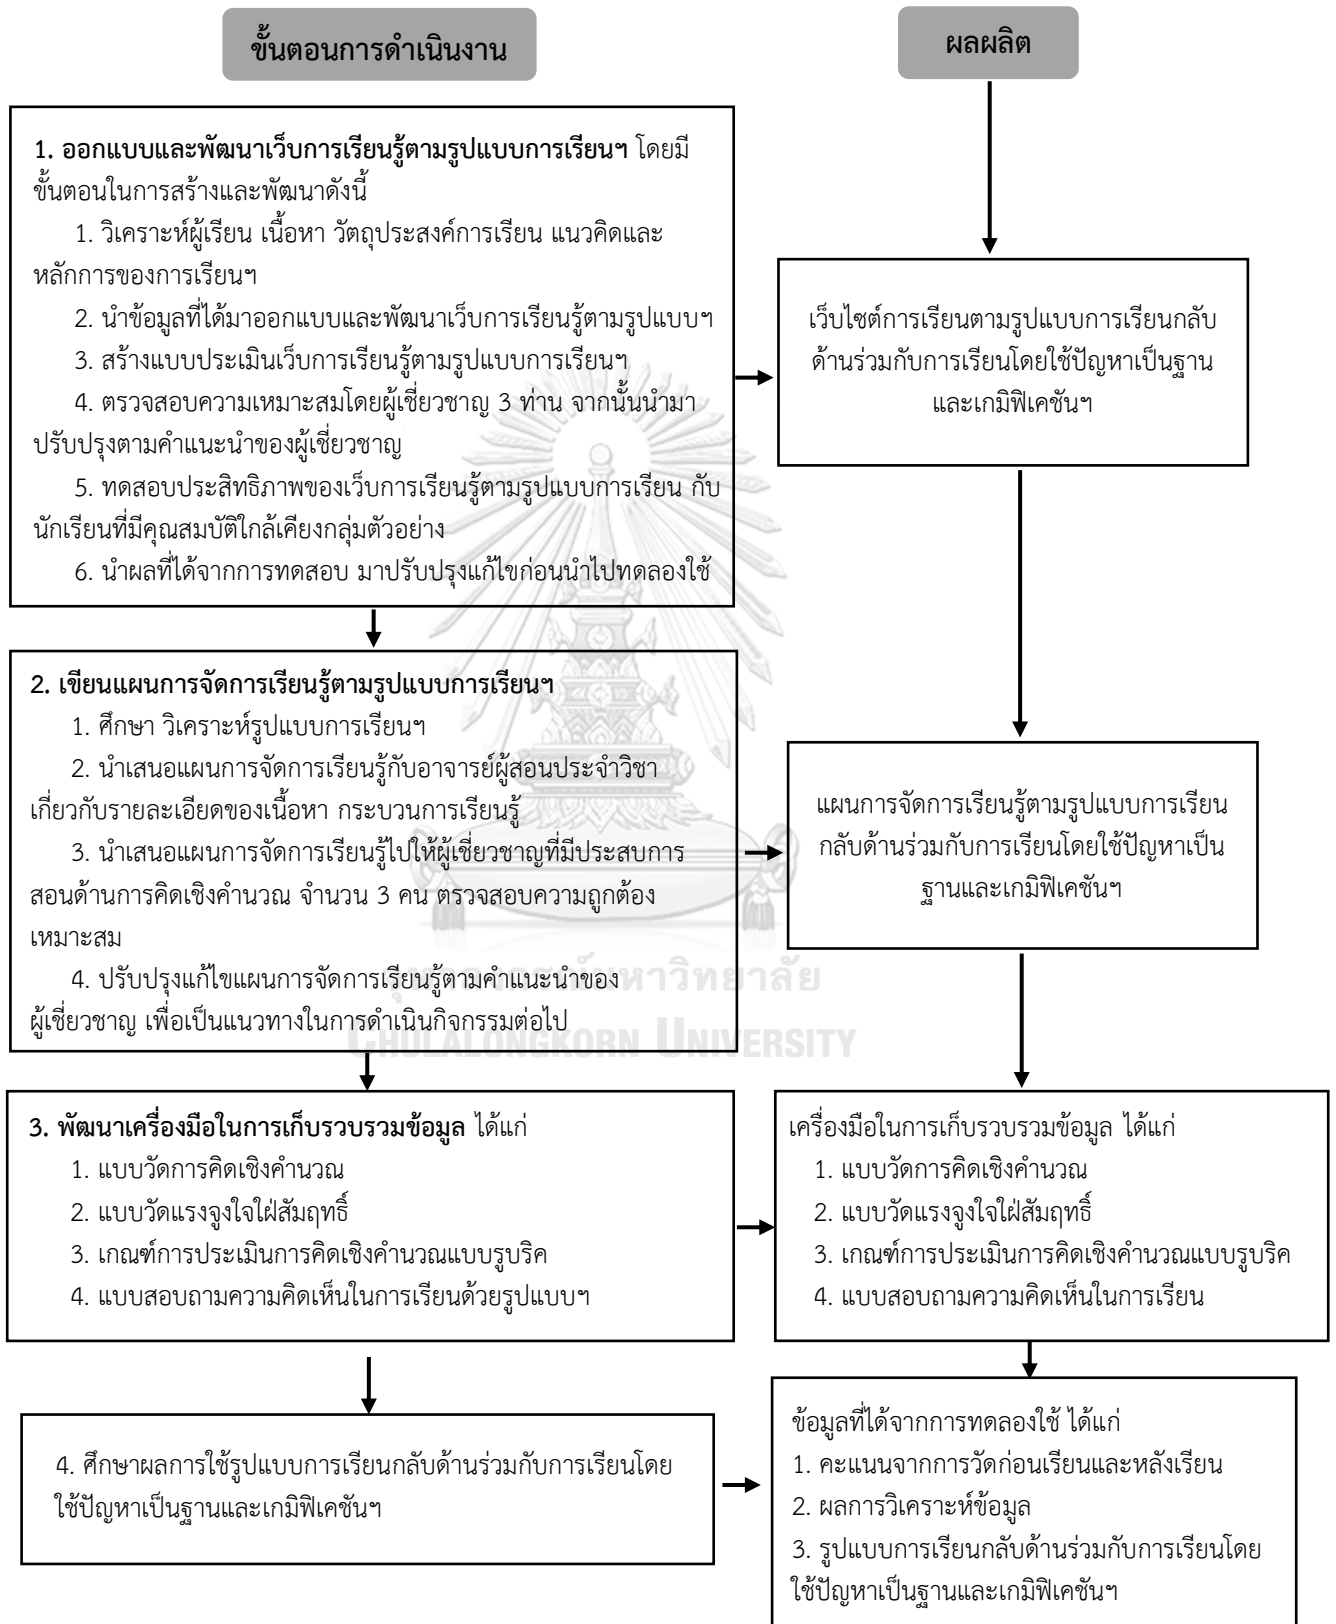 ขั้นตอนการดำเนินงาน
ผลผลิต
1. ออกแบบและพัฒนาเว็บการเรียนรู้ตามรูปแบบการเรียนฯ โดยมี
ขั้นตอนในการสร้างและพัฒนาดังนี้
1. วิเคราะห์ผู้เรียน เนื้อหา วัตถุประสงค์การเรียน แนวคิดและ
หลักการของการเรียนฯ
2. นำข้อมูลที่ได้มาออกแบบและพัฒนาเว็บการเรียนรู้ตามรูปแบบฯ
3. สร้างแบบประเมินเว็บการเรียนรู้ตามรูปแบบการเรียนฯ
4. ตรวจสอบความเหมาะสมโดยผู้เชี่ยวชาญ 3 ท่าน จากนั้นนำมา
ปรับปรุงตามคำแนะนำของผู้เชี่ยวชาญ
5. ทดสอบประสิทธิภาพของเว็บการเรียนรู้ตามรูปแบบการเรียน กับ
นักเรียนที่มีคุณสมบัติใกล้เคียงกลุ่มตัวอย่าง
6. นำผลที่ได้จากการทดสอบ มาปรับปรุงแก้ไขก่อนนำไปทดลองใช้
เว็บไซต์การเรียนตามรูปแบบการเรียนกลับ
ด้านร่วมกับการเรียนโดยใช้ปัญหาเป็นฐาน
และเกมิฟิเคชันฯ
2. เขียนแผนการจัดการเรียนรู้ตามรูปแบบการเรียนฯ
1. ศึกษา วิเคราะห์รูปแบบการเรียนฯ
2. นำเสนอแผนการจัดการเรียนรู้กับอาจารย์ผู้สอนประจำวิชา
เกี่ยวกับรายละเอียดของเนื้อหา กระบวนการเรียนรู้
3. นำเสนอแผนการจัดการเรียนรู้ไปให้ผู้เชี่ยวชาญที่มีประสบการ
สอนด้านการคิดเชิงคำนวณ จำนวน 3 คน ตรวจสอบความถูกต้อง
เหมาะสม
4. ปรับปรุงแก้ไขแผนการจัดการเรียนรู้ตามคำแนะนำของ
ผู้เชี่ยวชาญ เพื่อเป็นแนวทางในการดำเนินกิจกรรมต่อไป
แผนการจัดการเรียนรู้ตามรูปแบบการเรียน
กลับด้านร่วมกับการเรียนโดยใช้ปัญหาเป็น
ฐานและเกมิฟิเคชันฯ
จุฬาลงกรณ์มหาวิทยาลัย
CHULALONGKORN UNIVERSITY
3. พัฒนาเครื่องมือในการเก็บรวบรวมข้อมูล ได้แก่
1. แบบวัดการคิดเชิงคำนวณ
2. แบบวัดแรงจูงใจใฝ่สัมฤทธิ์
3. เกณฑ์การประเมินการคิดเชิงคำนวณแบบรูบริค
4. แบบสอบถามความคิดเห็นในการเรียนด้วยรูปแบบฯ
เครื่องมือในการเก็บรวบรวมข้อมูล ได้แก่
1. แบบวัดการคิดเชิงคำนวณ
2. แบบวัดแรงจูงใจใฝ่สัมฤทธิ์
3. เกณฑ์การประเมินการคิดเชิงคำนวณแบบรูบริค
4. แบบสอบถามความคิดเห็นในการเรียน
4. ศึกษาผลการใช้รูปแบบการเรียนกลับด้านร่วมกับการเรียนโดย
ใช้ปัญหาเป็นฐานและเกมิฟิเคชันฯ
ข้อมูลที่ได้จากการทดลองใช้ ได้แก่
1. คะแนนจากการวัดก่อนเรียนและหลังเรียน
2. ผลการวิเคราะห์ข้อมูล
3. รูปแบบการเรียนกลับด้านร่วมกับการเรียนโดย
ใช้ปัญหาเป็นฐานและเกมิฟิเคชันฯ